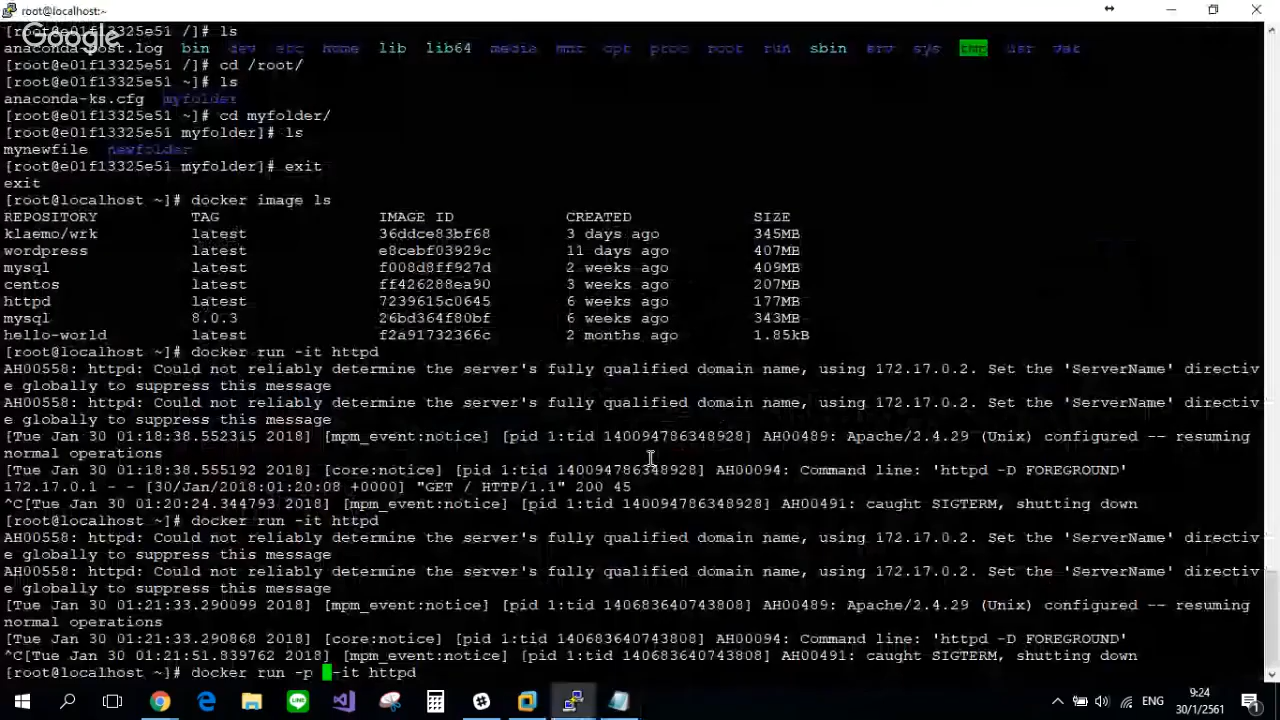 root@localhost:~
Google
[root@e01f13325e51 /]# ls
anaconda-post.log bin dev etc home lib lib64 media mnt opt proc root run sbin srv sys tmp usr var
[root@e01f13325e51 /]# cd /root/
[root@e01f13325e51 ~]# ls
anaconda-ks.cfg myfolder
[root@e01f13325e51 ~]# cd myfolder/
[root@e01f13325e51 myfolder]# ls
mynewfile newfolder
[root@e01f13325e51 myfolder]# exit
exit
[root@localhost ~]# docker image ls
REPOSITORY TAG IMAGE ID CREATED SIZE
klaemo/wrk latest 36ddce83bf68 3 days ago 345MB
wordpress latest e8cebf03929c 11 days ago 407MB
mysql latest f008d8ff927d 2 weeks ago 409MB
centos latest ff426288ea90 3 weeks ago 207MB
httpd latest 7239615c0645 6 weeks ago 177MB
mysql 8.0.3 26bd364f80bf 6 weeks ago 343MB
hello-world latest f2a91732366c 2 months ago 1.85kB
[root@localhost ~]# docker run -it httpd
AH00558: httpd: Could not reliably determine the server's fully qualified domain name, using 172.17.0.2. Set the 'ServerName' directiv
e globally to suppress this message
AH00558: httpd: Could not reliably determine the server's fully qualified domain name, using 172.17.0.2. Set the 'ServerName' directiv
e globally to suppress this message
[Tue Jan 30 01:18:38.552315 2018] [mpm_event:notice] [pid 1:tid 140094786348928] AH00489: Apache/2.4.29 (Unix) configured -- resuming
normal operations
[Tue Jan 30 01:18:38.555192 2018] [core:notice] [pid 1:tid 140094786348928] AH00094: Command line: 'httpd -D FOREGROUND'
172.17.0.1 - - [30/Jan/2018:01:20:08 +0000] "GET / HTTP/1.1" 200 45
^C[Tue Jan 30 01:20:24.344793 2018] [mpm_event:notice] [pid 1:tid 140094786348928] AH00491: caught SIGTERM, shutting down
[root@localhost ~]# docker run -it httpd
AH00558: httpd: Could not reliably determine the server's fully qualified domain name, using 172.17.0.2. Set the 'ServerName' directiv
e globally to suppress this message
AH00558: httpd: Could not reliably determine the server's fully qualified domain name, using 172.17.0.2. Set the 'ServerName' directiv
e globally to suppress this message
[Tue Jan 30 01:21:33.290099 2018] [mpm_event:notice] [pid 1:tid 140683640743808] AH00489: Apache/2.4.29 (Unix) configured -- resuming
normal operations
[Tue Jan 30 01:21:33.290868 2018] [core:notice] [pid 1:tid 140683640743808] AH00094: Command line: 'httpd -D FOREGROUND'
^C[Tue Jan 30 01:21:51.839762 2018] [mpm_event:notice] [pid 1:tid 140683640743808] AH00491: caught SIGTERM, shutting down
[root@localhost ~]# docker run -p -it httpd
ENG
9:24
30/1/2561